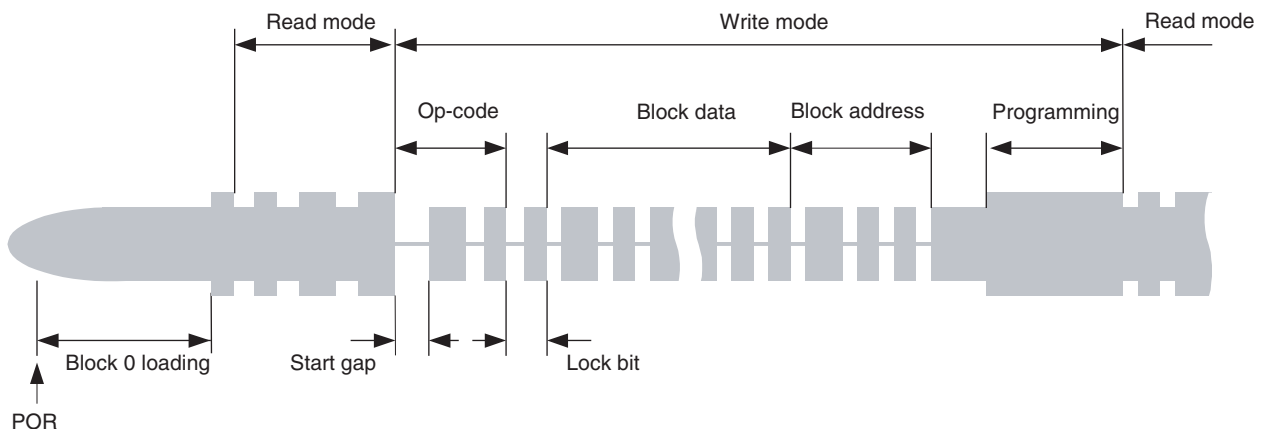 Read mode
Write mode
Read mode
Op-code
Block data
Block address
Programming
Block 0 loading
Start gap
Lock bit
POR